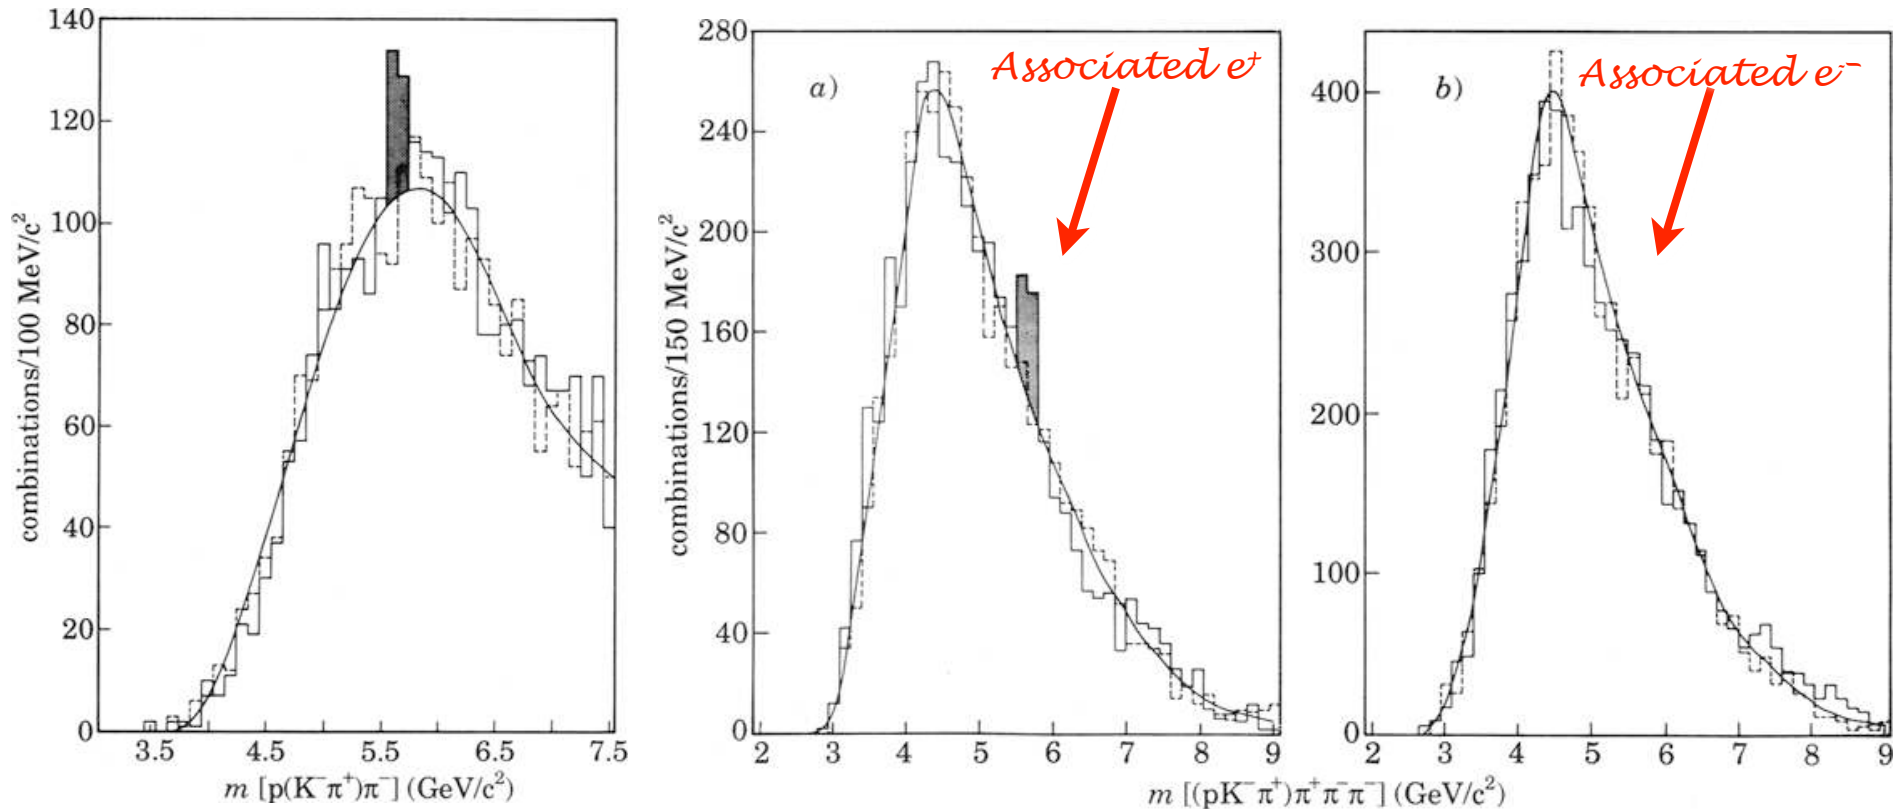 140
120
100
80
60
40
20
0
combinations/100 MeV/c²
3.5 4.5 5.5 6.5 7.5
m [p(K⁻π⁺)π⁻] (GeV/c²)
280
260
200
160
120
80
40
0
combinations/150 MeV/c²
a)
Associated e⁺
2 3 4 5 6 7 8 9
400
300
200
100
0
b)
Associated e⁻
2 3 4 5 6 7 8 9
m [(pK⁻π⁺)π⁺π⁻π⁻] (GeV/c²)